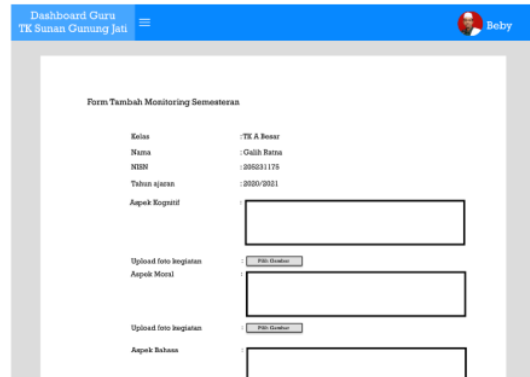 Dashboard Guru
TK Sunan Gunung Jati
Beby
Form Tambah Monitoring Semesteran
Kelas :TK A Besar
Nama : Galih Ratna
NISN : 205231175
Tahun ajaran : 2020/2021
Aspek Kognitif :
Upload foto kegiatan : Pilih Gambar
Aspek Moral :
Upload foto kegiatan : Pilih Gambar
Aspek Bahasa :